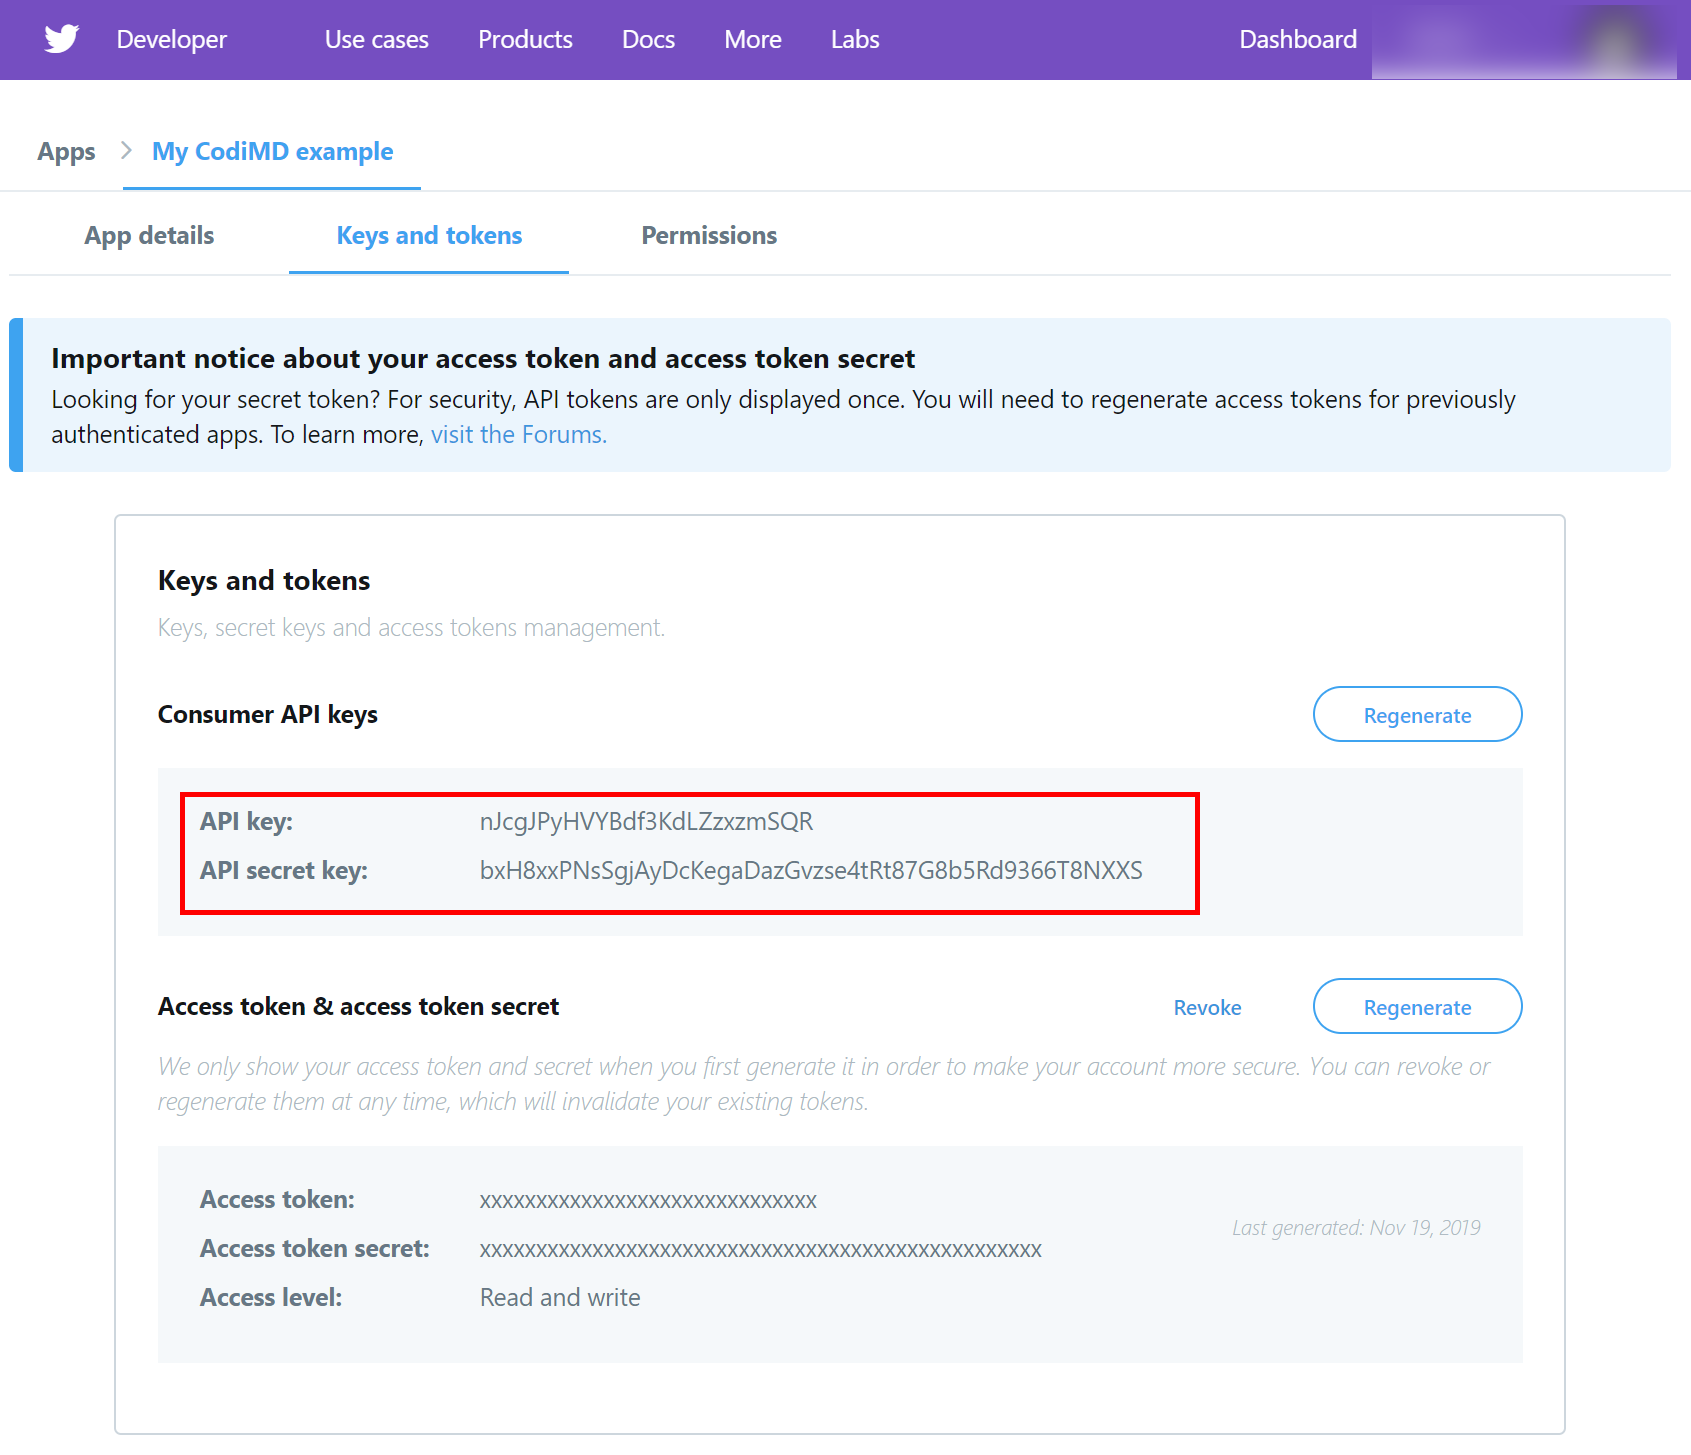 Developer Use cases Products Docs More Labs Dashboard
Apps > My CodiMD example
App details Keys and tokens Permissions
Important notice about your access token and access token secret
Looking for your secret token? For security, API tokens are only displayed once. You will need to regenerate access tokens for previously
authenticated apps. To learn more, visit the Forums.
Keys and tokens
Keys, secret keys and access tokens management.
Consumer API keys Regenerate
API key: nJcgJPyHVYBdf3KdLZzxzmSQR
API secret key: bxH8xxPNsSgjAyDcKegaDazGvzse4tRt87G8b5Rd9366T8NXXS
Access token & access token secret Revoke Regenerate
We only show your access token and secret when you first generate it in order to make your account more secure. You can revoke or
regenerate them at any time, which will invalidate your existing tokens.
Access token: xxxxxxxxxxxxxxxxxxxxxxxxxxxxxx
Last generated: Nov 19, 2019
Access token secret: xxxxxxxxxxxxxxxxxxxxxxxxxxxxxxxxxxxxxxxxxxxxxxxxxx
Access level: Read and write